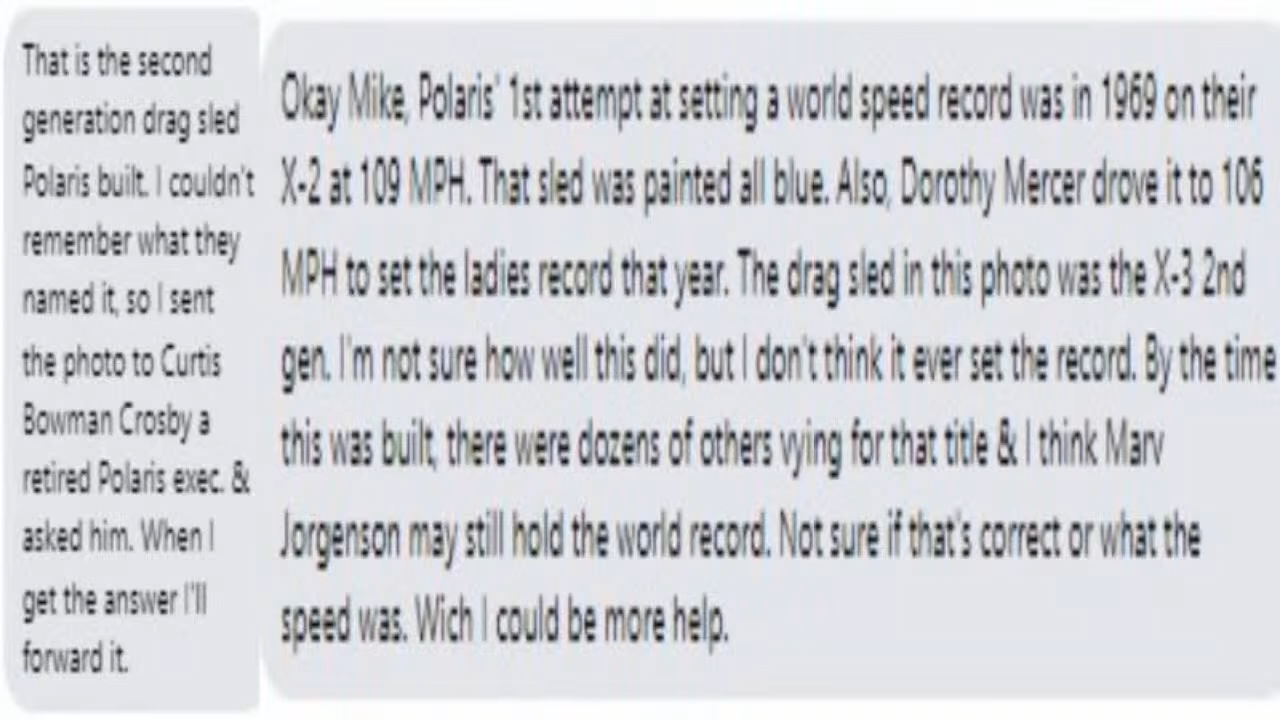 That is the second
generation drag sled
Polaris built. I couldn't
remember what they
named it, so I sent
the photo to Curtis
Bowman Crosby a
retired Polaris exec. &
asked him. When I
get the answer I'll
forward it.
Okay Mike, Polaris' 1st attempt at setting a world speed record was in 1969 on their
X-2 at 109 MPH. That sled was painted all blue. Also, Dorothy Mercer drove it to 106
MPH to set the ladies record that year. The drag sled in this photo was the X-3 2nd
gen. I'm not sure how well this did, but I don't think it ever set the record. By the time
this was built, there were dozens of others vying for that title & I think Marv
Jorgenson may still hold the world record. Not sure if that's correct or what the
speed was. Wich I could be more help.